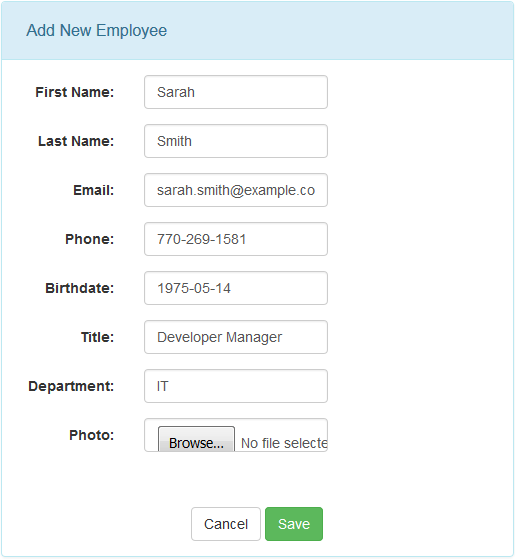 Add New Employee
First Name: Sarah
Last Name: Smith
Email: sarah.smith@example.co
Phone: 770-269-1581
Birthdate: 1975-05-14
Title: Developer Manager
Department: IT
Photo: Browse... No file selecte
Cancel Save